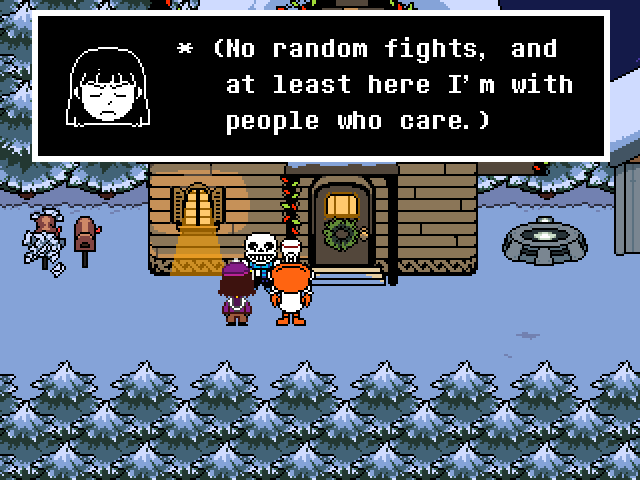 * (No random fights, and
at least here I'm with
people who care.)